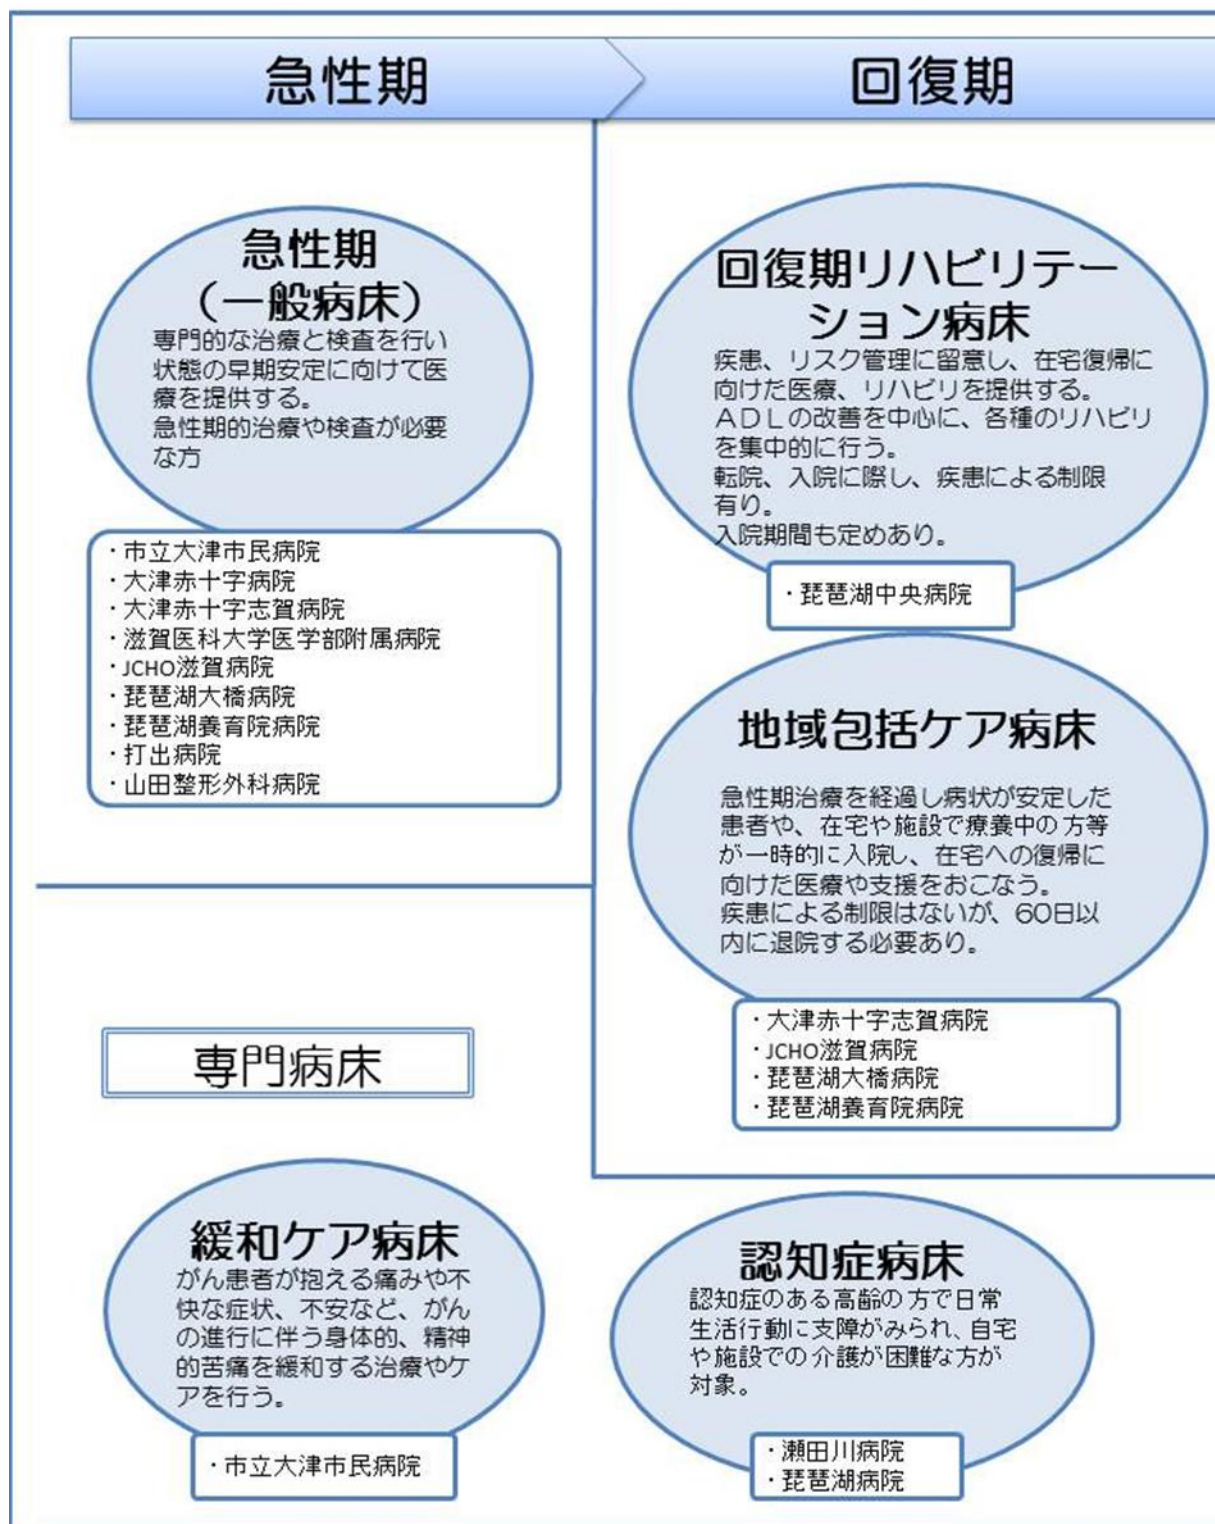 急性期
回復期
急性期
（一般病床）
専門的な治療と検査を行い
状態の早期安定に向けて医
療を提供する。
急性期的治療や検査が必要
な方
・市立大津市民病院
・大津赤十字病院
・大津赤十字志賀病院
・滋賀医科大学医学部附属病院
・JCHO滋賀病院
・琵琶湖大橋病院
・琵琶湖養育院病院
・打出病院
・山田整形外科病院
回復期リハビリテー
ション病床
疾患、リスク管理に留意し、在宅復帰に
向けた医療、リハビリを提供する。
ＡＤＬの改善を中心に、各種のリハビリ
を集中的に行う。
転院、入院に際し、疾患による制限
有り。
入院期間も定めあり。
・琵琶湖中央病院
地域包括ケア病床
急性期治療を経過し病状が安定した
患者や、在宅や施設で療養中の方等
が一時的に入院し、在宅への復帰に
向けた医療や支援をおこなう。
疾患による制限はないが、60日以
内に退院する必要あり。
・大津赤十字志賀病院
・JCHO滋賀病院
・琵琶湖大橋病院
・琵琶湖養育院病院
専門病床
緩和ケア病床
がん患者が抱える痛みや不
快な症状、不安など、がん
の進行に伴う身体的、精神
的苦痛を緩和する治療やケ
アを行う。
・市立大津市民病院
認知症病床
認知症のある高齢の方で日常
生活行動に支障がみられ、自宅
や施設での介護が困難な方が
対象。
・瀬田川病院
・琵琶湖病院